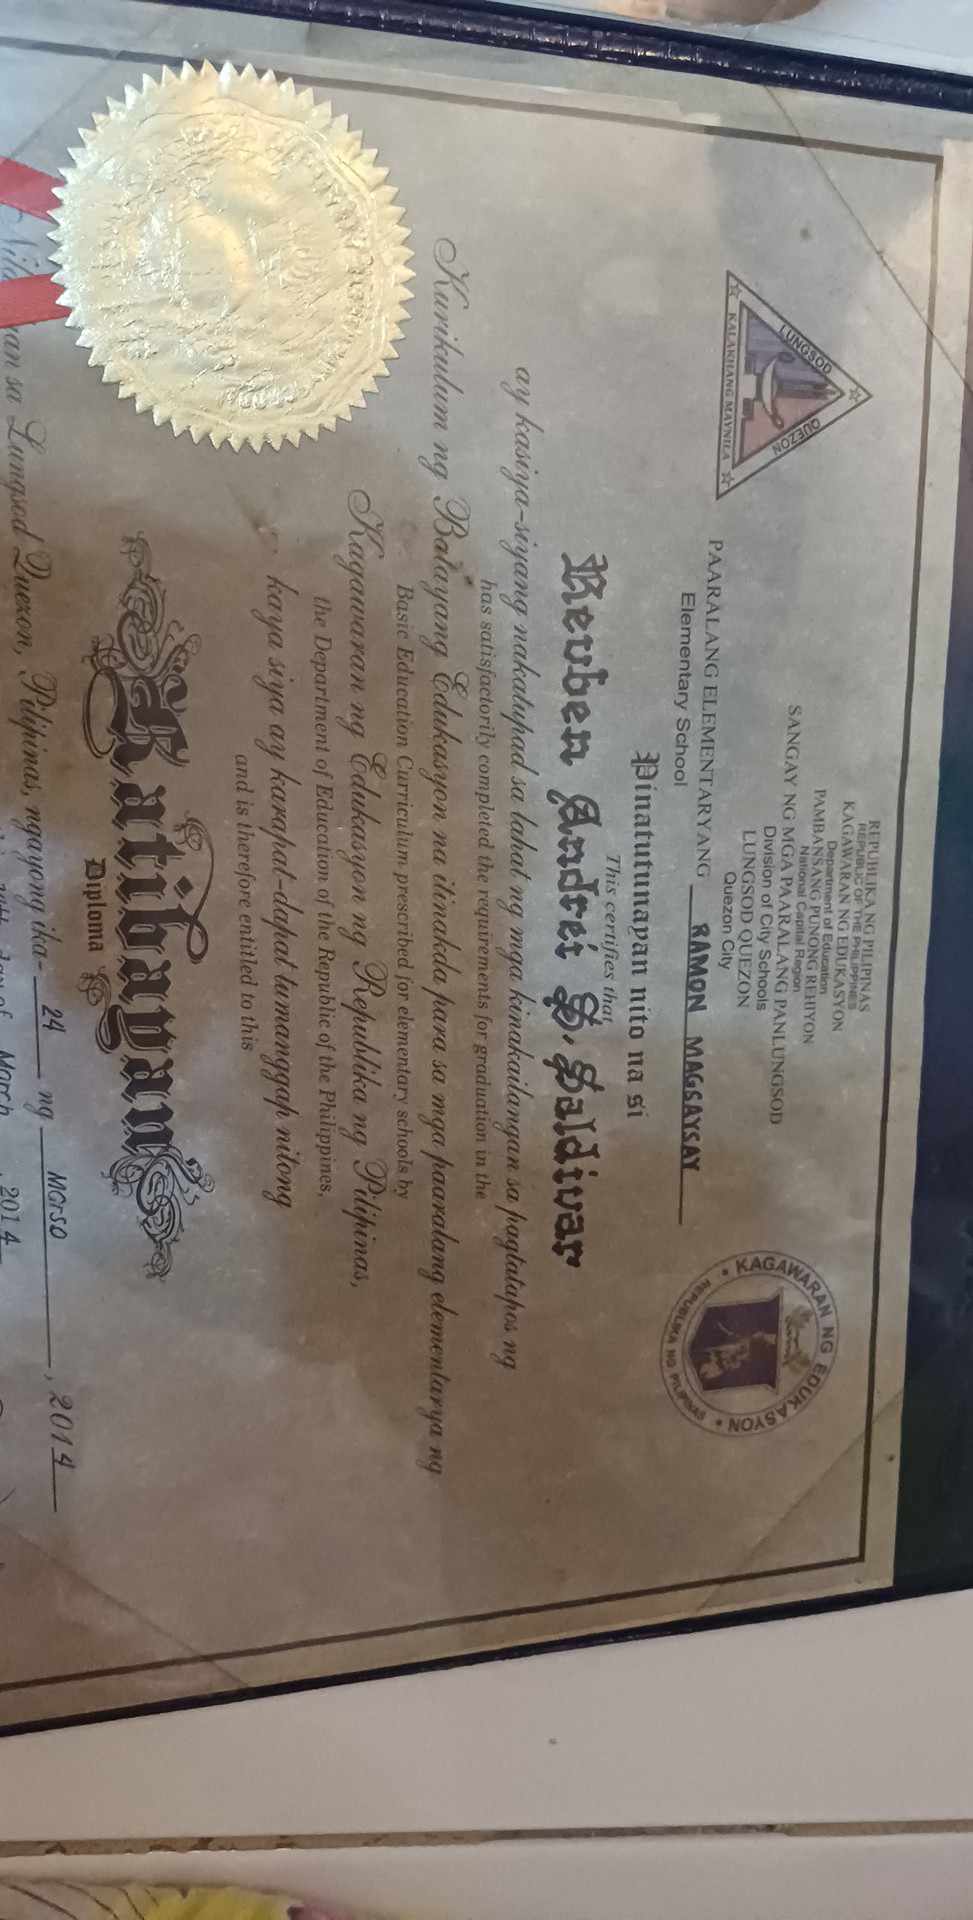 REPUBLIKA NG PILIPINAS
REPUBLIC OF THE PHILIPPINES
KAGAWARAN NG EDUKASYON
Department of Education
PAMBANSANG PUNONG REHIYON
National Capital Region
SANGAY NG MGA PAARALANG PANLUNGSOD
Division of City Schools
LUNGSOD QUEZON
Quezon City
LUNGSOD QUEZON
KALAKHANG MAYNILA
KAGAWARAN NG EDUKASYON
REPUBLIKA NG PILIPINAS
PAARALANG ELEMENTARYANG RAMON MAGSAYSAY
Elementary School
Pinatutunayan nito na si
This certifies that
Reuben Andrei S. Saldivar
ay kasiya-siyang nakatupad sa lahat ng mga kinakailangan sa pagtatapos ng
has satisfactorily completed the requirements for graduation in the
Kurikulum ng Batayang Edukasyon na itinakda para sa mga paaralang elementarya ng
Basic Education Curriculum prescribed for elementary schools by
Kagawaran ng Edukasyon ng Republika ng Pilipinas,
the Department of Education of the Republic of the Philippines,
kaya siya ay karapat-dapat tumanggap nitong
and is therefore entitled to this
Katibayan
Diploma
sa Lungsod Quezon, Pilipinas, ngayong ika- 24 ng Marso, 2014
day of March 2014